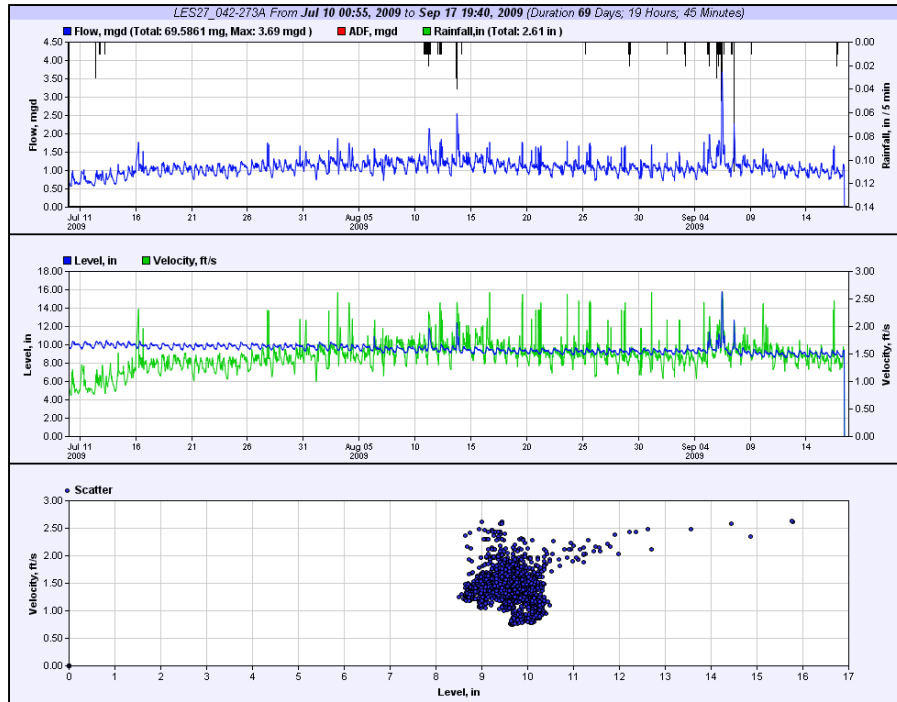 LES27_042-273A From Jul 10 00:55, 2009 to Sep 17 19:40, 2009 (Duration 69 Days; 19 Hours; 45 Minutes)
Flow, mgd (Total: 69.5861 mg, Max: 3.69 mgd ) ADF, mgd Rainfall,in (Total: 2.61 in )
4.50 0.00
4.00 0.02
3.50 0.04
3.00
2.50 0.06
2.00 0.08
1.50
1.00 0.10
0.50 0.12
0.00 0.14
Flow, mgd
Rainfall, in / 5 min
Jul 11 16 21 26 31 Aug 05 10 15 20 25 30 Sep 04 09 14
2009 2009 2009
Level, in Velocity, ft/s
18.00 3.00
16.00 2.50
14.00
12.00 2.00
10.00 1.50
8.00
6.00 1.00
4.00 0.50
2.00
0.00 0.00
Level, in
Velocity, ft/s
Jul 11 16 21 26 31 Aug 05 10 15 20 25 30 Sep 04 09 14
2009 2009 2009
Scatter
3.00
2.50
2.00
1.50
1.00
0.50
0.00
Velocity, ft/s
0 1 2 3 4 5 6 7 8 9 10 11 12 13 14 15 16 17
Level, in